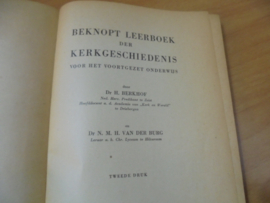 BEKNOPT LEERBOEK
DER
KERKGESCHIEDENIS
VOOR HET VOORTGEZET ONDERWIJS
door
Dr H. BERKHOF
en
Dr N. M. H. VAN DER BURG
TWEEDE DRUK